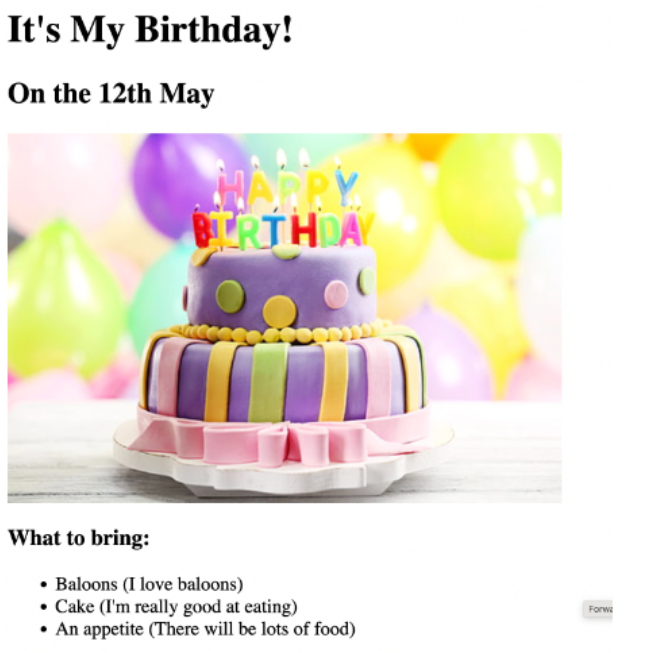 It's My Birthday!
On the 12th May
HAPPY
BIRTHDAY
What to bring:
Baloons (I love baloons)
Cake (I'm really good at eating)
An appetite (There will be lots of food)